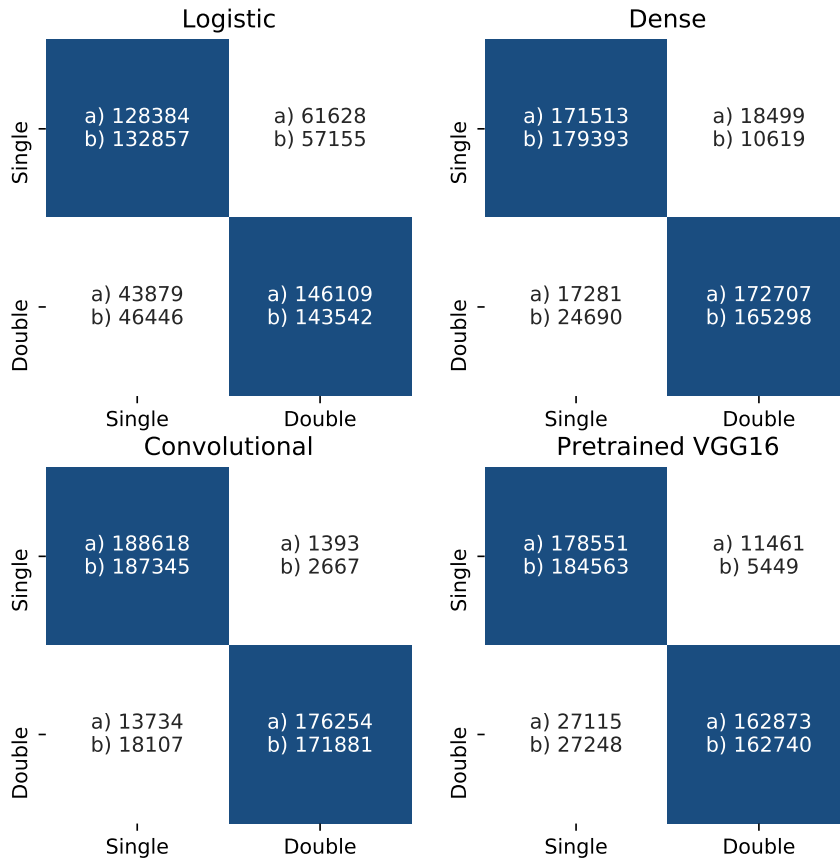 Logistic
Single
a) 128384
b) 132857
a) 61628
b) 57155
Double
a) 43879
b) 46446
a) 146109
b) 143542
Single
Double
Dense
Single
a) 171513
b) 179393
a) 18499
b) 10619
Double
a) 17281
b) 24690
a) 172707
b) 165298
Single
Double
Convolutional
Single
a) 188618
b) 187345
a) 1393
b) 2667
Double
a) 13734
b) 18107
a) 176254
b) 171881
Single
Double
Pretrained VGG16
Single
a) 178551
b) 184563
a) 11461
b) 5449
Double
a) 27115
b) 27248
a) 162873
b) 162740
Single
Double